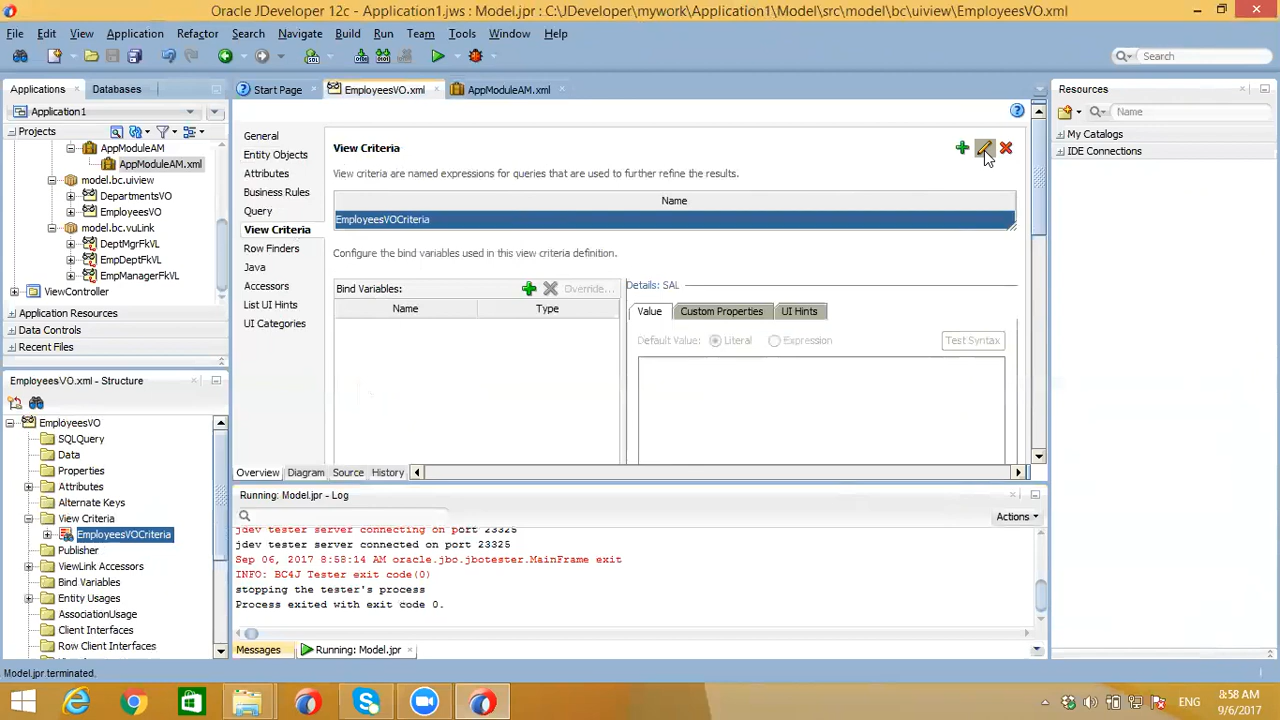 Oracle JDeveloper 12c - Application1.jws : Model.jpr : C:\JDeveloper\mywork\Application1\Model\src\model\bc\uiview\EmployeesVO.xml
File Edit View Application Refactor Search Navigate Build Run Team Tools Window Help
Search
Applications Databases
Application1
Projects
AppModuleAM
AppModuleAM.xml
model.bc.uiview
DepartmentsVO
EmployeesVO
model.bc.vuLink
DeptMgrFkVL
EmpDeptFkVL
EmpManagerFkVL
ViewController
Application Resources
Data Controls
Recent Files
EmployeesVO.xml - Structure
EmployeesVO
SQLQuery
Data
Properties
Attributes
Alternate Keys
View Criteria
EmployeesVOCriteria
Publisher
ViewLink Accessors
Bind Variables
Entity Usages
AssociationUsage
Client Interfaces
Row Client Interfaces
Start Page EmployeesVO.xml AppModuleAM.xml
General
Entity Objects
Attributes
Business Rules
Query
View Criteria
Row Finders
Java
Accessors
List UI Hints
UI Categories
View Criteria
View criteria are named expressions for queries that are used to further refine the results.
Name
EmployeesVOCriteria
Configure the bind variables used in this view criteria definition.
Bind Variables: Override...
Name Type
Details: SAL
Value Custom Properties UI Hints
Default Value: Literal Expression Test Syntax
Overview Diagram Source History
Running: Model.jpr - Log
Actions
jdev tester server connecting on port 23325
jdev tester server connected on port 23325
Sep 06, 2017 8:58:14 AM oracle.jbo.jbotester.MainFrame exit
INFO: BC4J Tester exit code(0)
stopping the tester's process
Process exited with exit code 0.
Messages Running: Model.jpr
Resources
Name
My Catalogs
IDE Connections
Model.jpr terminated.
ENG
8:58 AM
9/6/2017